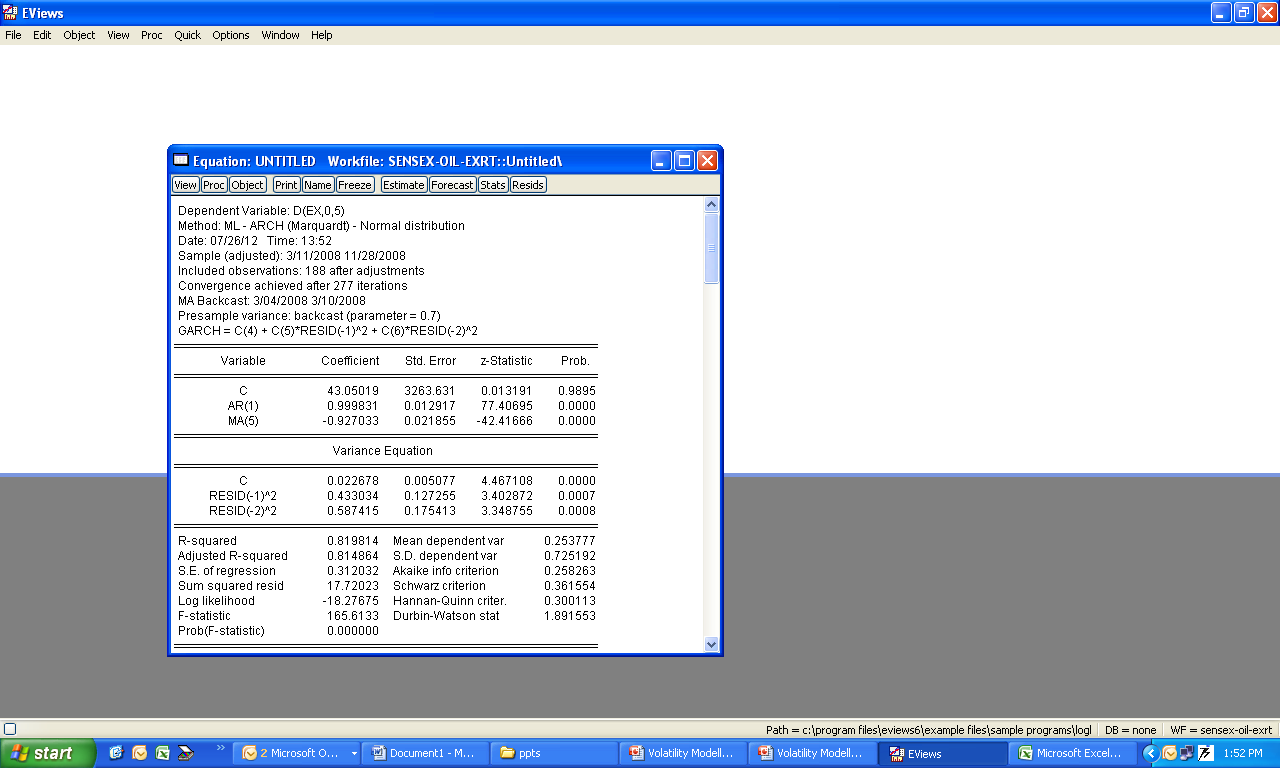 EViews
File Edit Object View Proc Quick Options Window Help
Equation: UNTITLED Workfile: SENSEX-OIL-EXRT::Untitled\
View Proc Object Print Name Freeze Estimate Forecast Stats Resids
Dependent Variable: D(EX,0,5)
Method: ML - ARCH (Marquardt) - Normal distribution
Date: 07/26/12 Time: 13:52
Sample (adjusted): 3/11/2008 11/28/2008
Included observations: 188 after adjustments
Convergence achieved after 277 iterations
MA Backcast: 3/04/2008 3/10/2008
Presample variance: backcast (parameter = 0.7)
GARCH = C(4) + C(5)*RESID(-1)^2 + C(6)*RESID(-2)^2
Variable Coefficient Std. Error z-Statistic Prob.
C 43.05019 3263.631 0.013191 0.9895
AR(1) 0.999831 0.012917 77.40695 0.0000
MA(5) -0.927033 0.021855 -42.41666 0.0000
Variance Equation
C 0.022678 0.005077 4.467108 0.0000
RESID(-1)^2 0.433034 0.127255 3.402872 0.0007
RESID(-2)^2 0.587415 0.175413 3.348755 0.0008
R-squared 0.819814 Mean dependent var 0.253777
Adjusted R-squared 0.814864 S.D. dependent var 0.725192
S.E. of regression 0.312032 Akaike info criterion 0.258263
Sum squared resid 17.72023 Schwarz criterion 0.361554
Log likelihood -18.27675 Hannan-Quinn criter. 0.300113
F-statistic 165.6133 Durbin-Watson stat 1.891553
Prob(F-statistic) 0.000000
Path = c:\program files\eviews6\example files\sample programs\logl DB = none WF = sensex-oil-exrt
start 2 Microsoft O... Document1 - M... ppts Volatility Modell... Volatility Modell... EViews Microsoft Excel... 1:52 PM